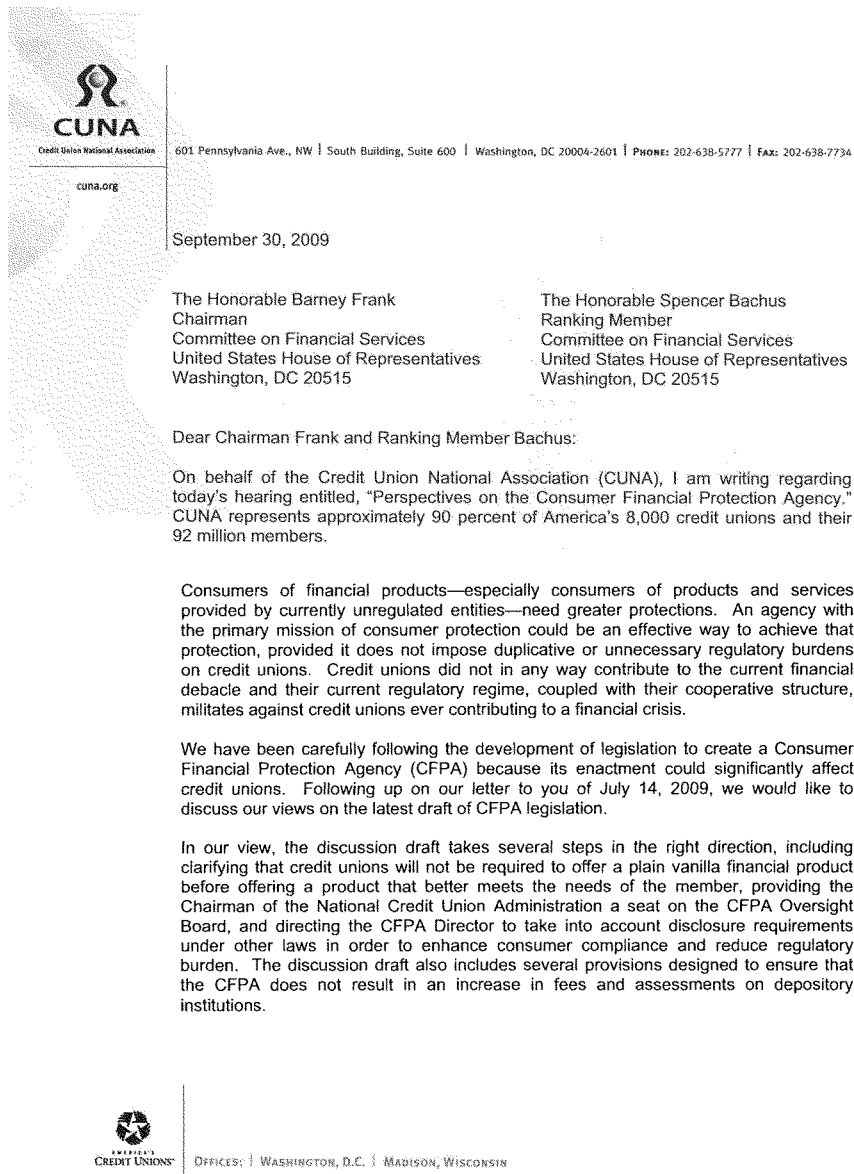 CUNA
Credit Union National Association
cuna.org
601 Pennsylvania Ave., NW | South Building, Suite 600 | Washington, DC 20004-2601 | PHONE: 202-638-5777 | FAX: 202-638-7734
September 30, 2009
The Honorable Barney Frank
Chairman
Committee on Financial Services
United States House of Representatives
Washington, DC 20515
The Honorable Spencer Bachus
Ranking Member
Committee on Financial Services
United States House of Representatives
Washington, DC 20515
Dear Chairman Frank and Ranking Member Bachus:
On behalf of the Credit Union National Association (CUNA), I am writing regarding
today's hearing entitled, "Perspectives on the Consumer Financial Protection Agency."
CUNA represents approximately 90 percent of America's 8,000 credit unions and their
92 million members.
Consumers of financial products—especially consumers of products and services
provided by currently unregulated entities—need greater protections. An agency with
the primary mission of consumer protection could be an effective way to achieve that
protection, provided it does not impose duplicative or unnecessary regulatory burdens
on credit unions. Credit unions did not in any way contribute to the current financial
debacle and their current regulatory regime, coupled with their cooperative structure,
militates against credit unions ever contributing to a financial crisis.
We have been carefully following the development of legislation to create a Consumer
Financial Protection Agency (CFPA) because its enactment could significantly affect
credit unions. Following up on our letter to you of July 14, 2009, we would like to
discuss our views on the latest draft of CFPA legislation.
In our view, the discussion draft takes several steps in the right direction, including
clarifying that credit unions will not be required to offer a plain vanilla financial product
before offering a product that better meets the needs of the member, providing the
Chairman of the National Credit Union Administration a seat on the CFPA Oversight
Board, and directing the CFPA Director to take into account disclosure requirements
under other laws in order to enhance consumer compliance and reduce regulatory
burden. The discussion draft also includes several provisions designed to ensure that
the CFPA does not result in an increase in fees and assessments on depository
institutions.
AMERICA'S
CREDIT UNIONS
OFFICES: | WASHINGTON, D.C. | MADISON, WISCONSIN